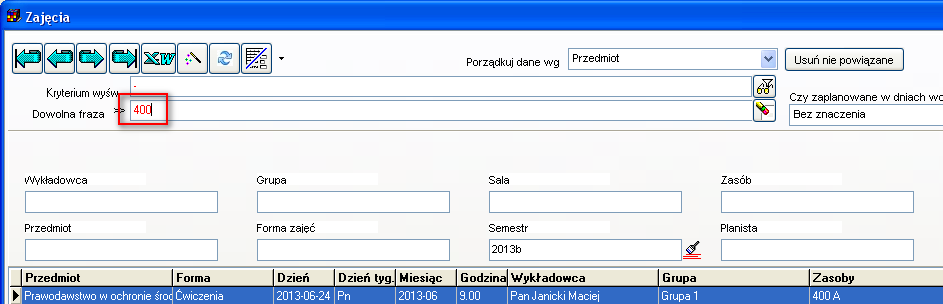 Zajęcia
XW
Porządkuj dane wg Przedmiot Usuń nie powiązane
Kryterium wyśw. .
Dowolna fraza >> 400
Czy zaplanowane w dniach wo
Bez znaczenia
Wykładowca Grupa Sala Zasób
Przedmiot Forma zajęć Semestr Planista
2013b
Przedmiot Forma Dzień Dzień tyg. Miesiąc Godzina Wykładowca Grupa Zasoby
Prawodawstwo w ochronie środ Ćwiczenia 2013-06-24 Pn 2013-06 9.00 Pan Janicki Maciej Grupa 1 400 A